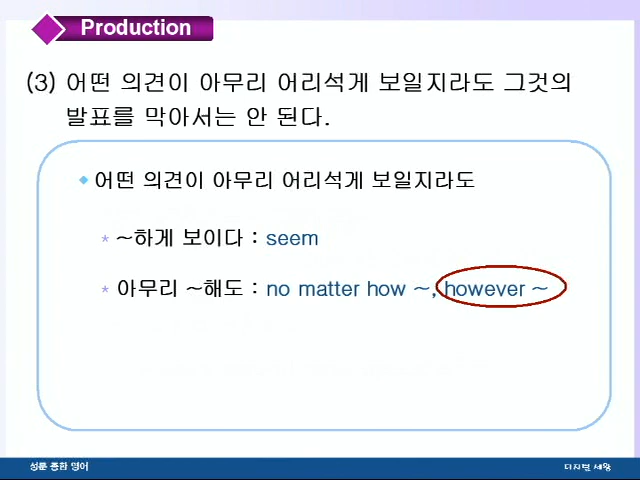 Production
(3) 어떤 의견이 아무리 어리석게 보일지라도 그것의
발표를 막아서는 안 된다.
어떤 의견이 아무리 어리석게 보일지라도
* ~하게 보이다 : seem
* 아무리 ~해도 : no matter how ~, however ~
성문 종합 영어
디지털 세움